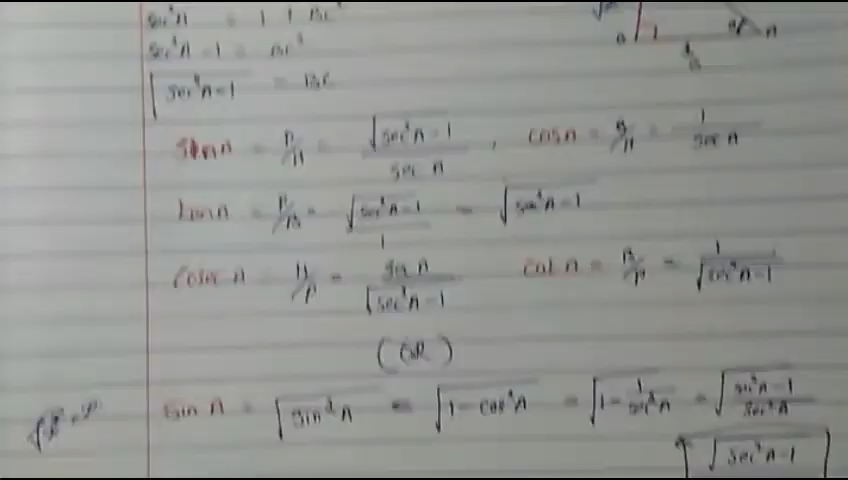 sec²A = 1 + BC²
sec²A - 1 = BC²
√sec²A - 1 = BC
B 1 A
sin A = P/H = √sec²A - 1 / sec A , cos A = B/H = 1 / sec A
tan A = P/B = √sec²A - 1 / 1 = √sec²A - 1
cosec A = H/P = sec A / √sec²A - 1 cot A = B/P = 1 / √sec²A - 1
(OR)
sin A = √sin²A = √1 - cos²A = √1 - 1/sec²A = √sec²A - 1 / sec²A
√sec²A - 1